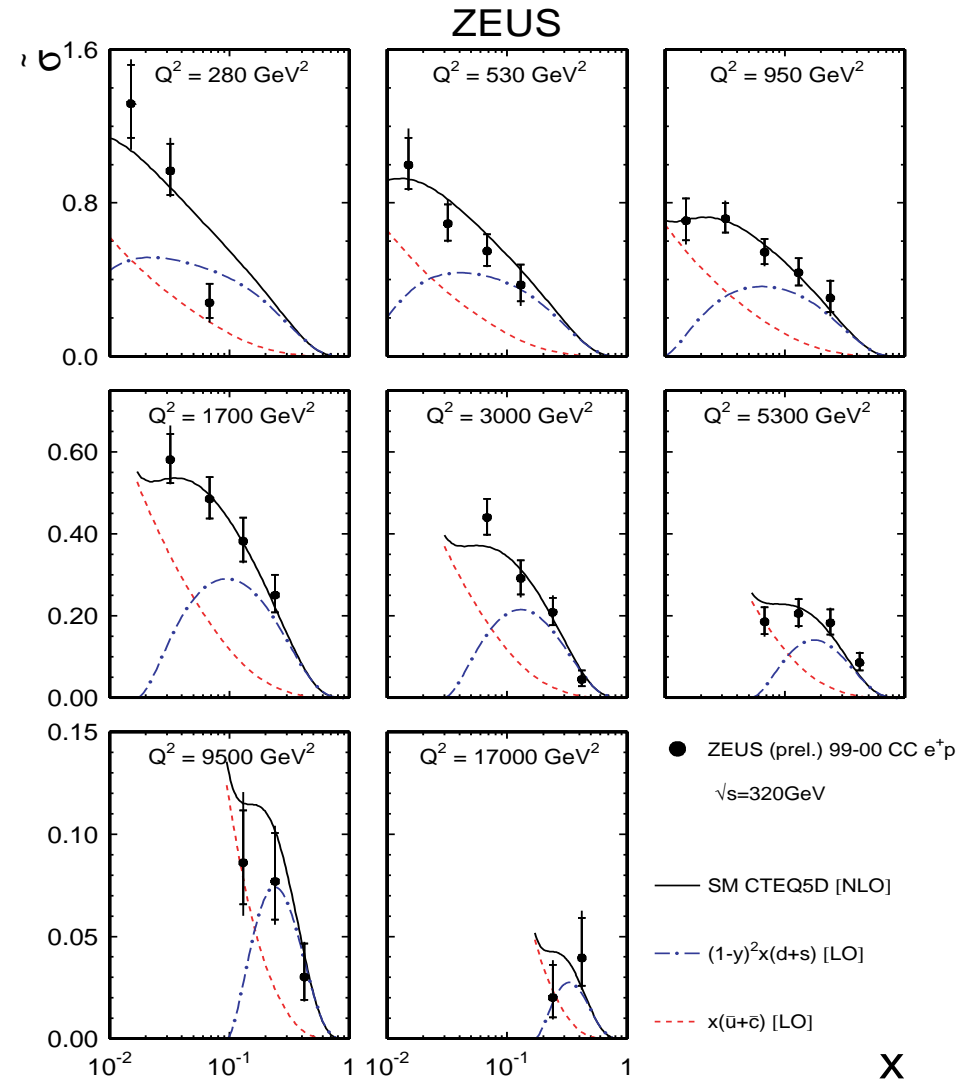 ZEUS
σ̃
Q² = 280 GeV²
Q² = 530 GeV²
Q² = 950 GeV²
1.6
0.8
0.0
Q² = 1700 GeV²
Q² = 3000 GeV²
Q² = 5300 GeV²
0.60
0.40
0.20
0.00
Q² = 9500 GeV²
Q² = 17000 GeV²
0.15
0.10
0.05
0.00
10⁻² 10⁻¹ 10⁻² 10⁻¹ 1
x
ZEUS (prel.) 99-00 CC e⁺p
√s=320GeV
SM CTEQ5D [NLO]
(1-y)²x(d+s) [LO]
x(ū+c̄) [LO]